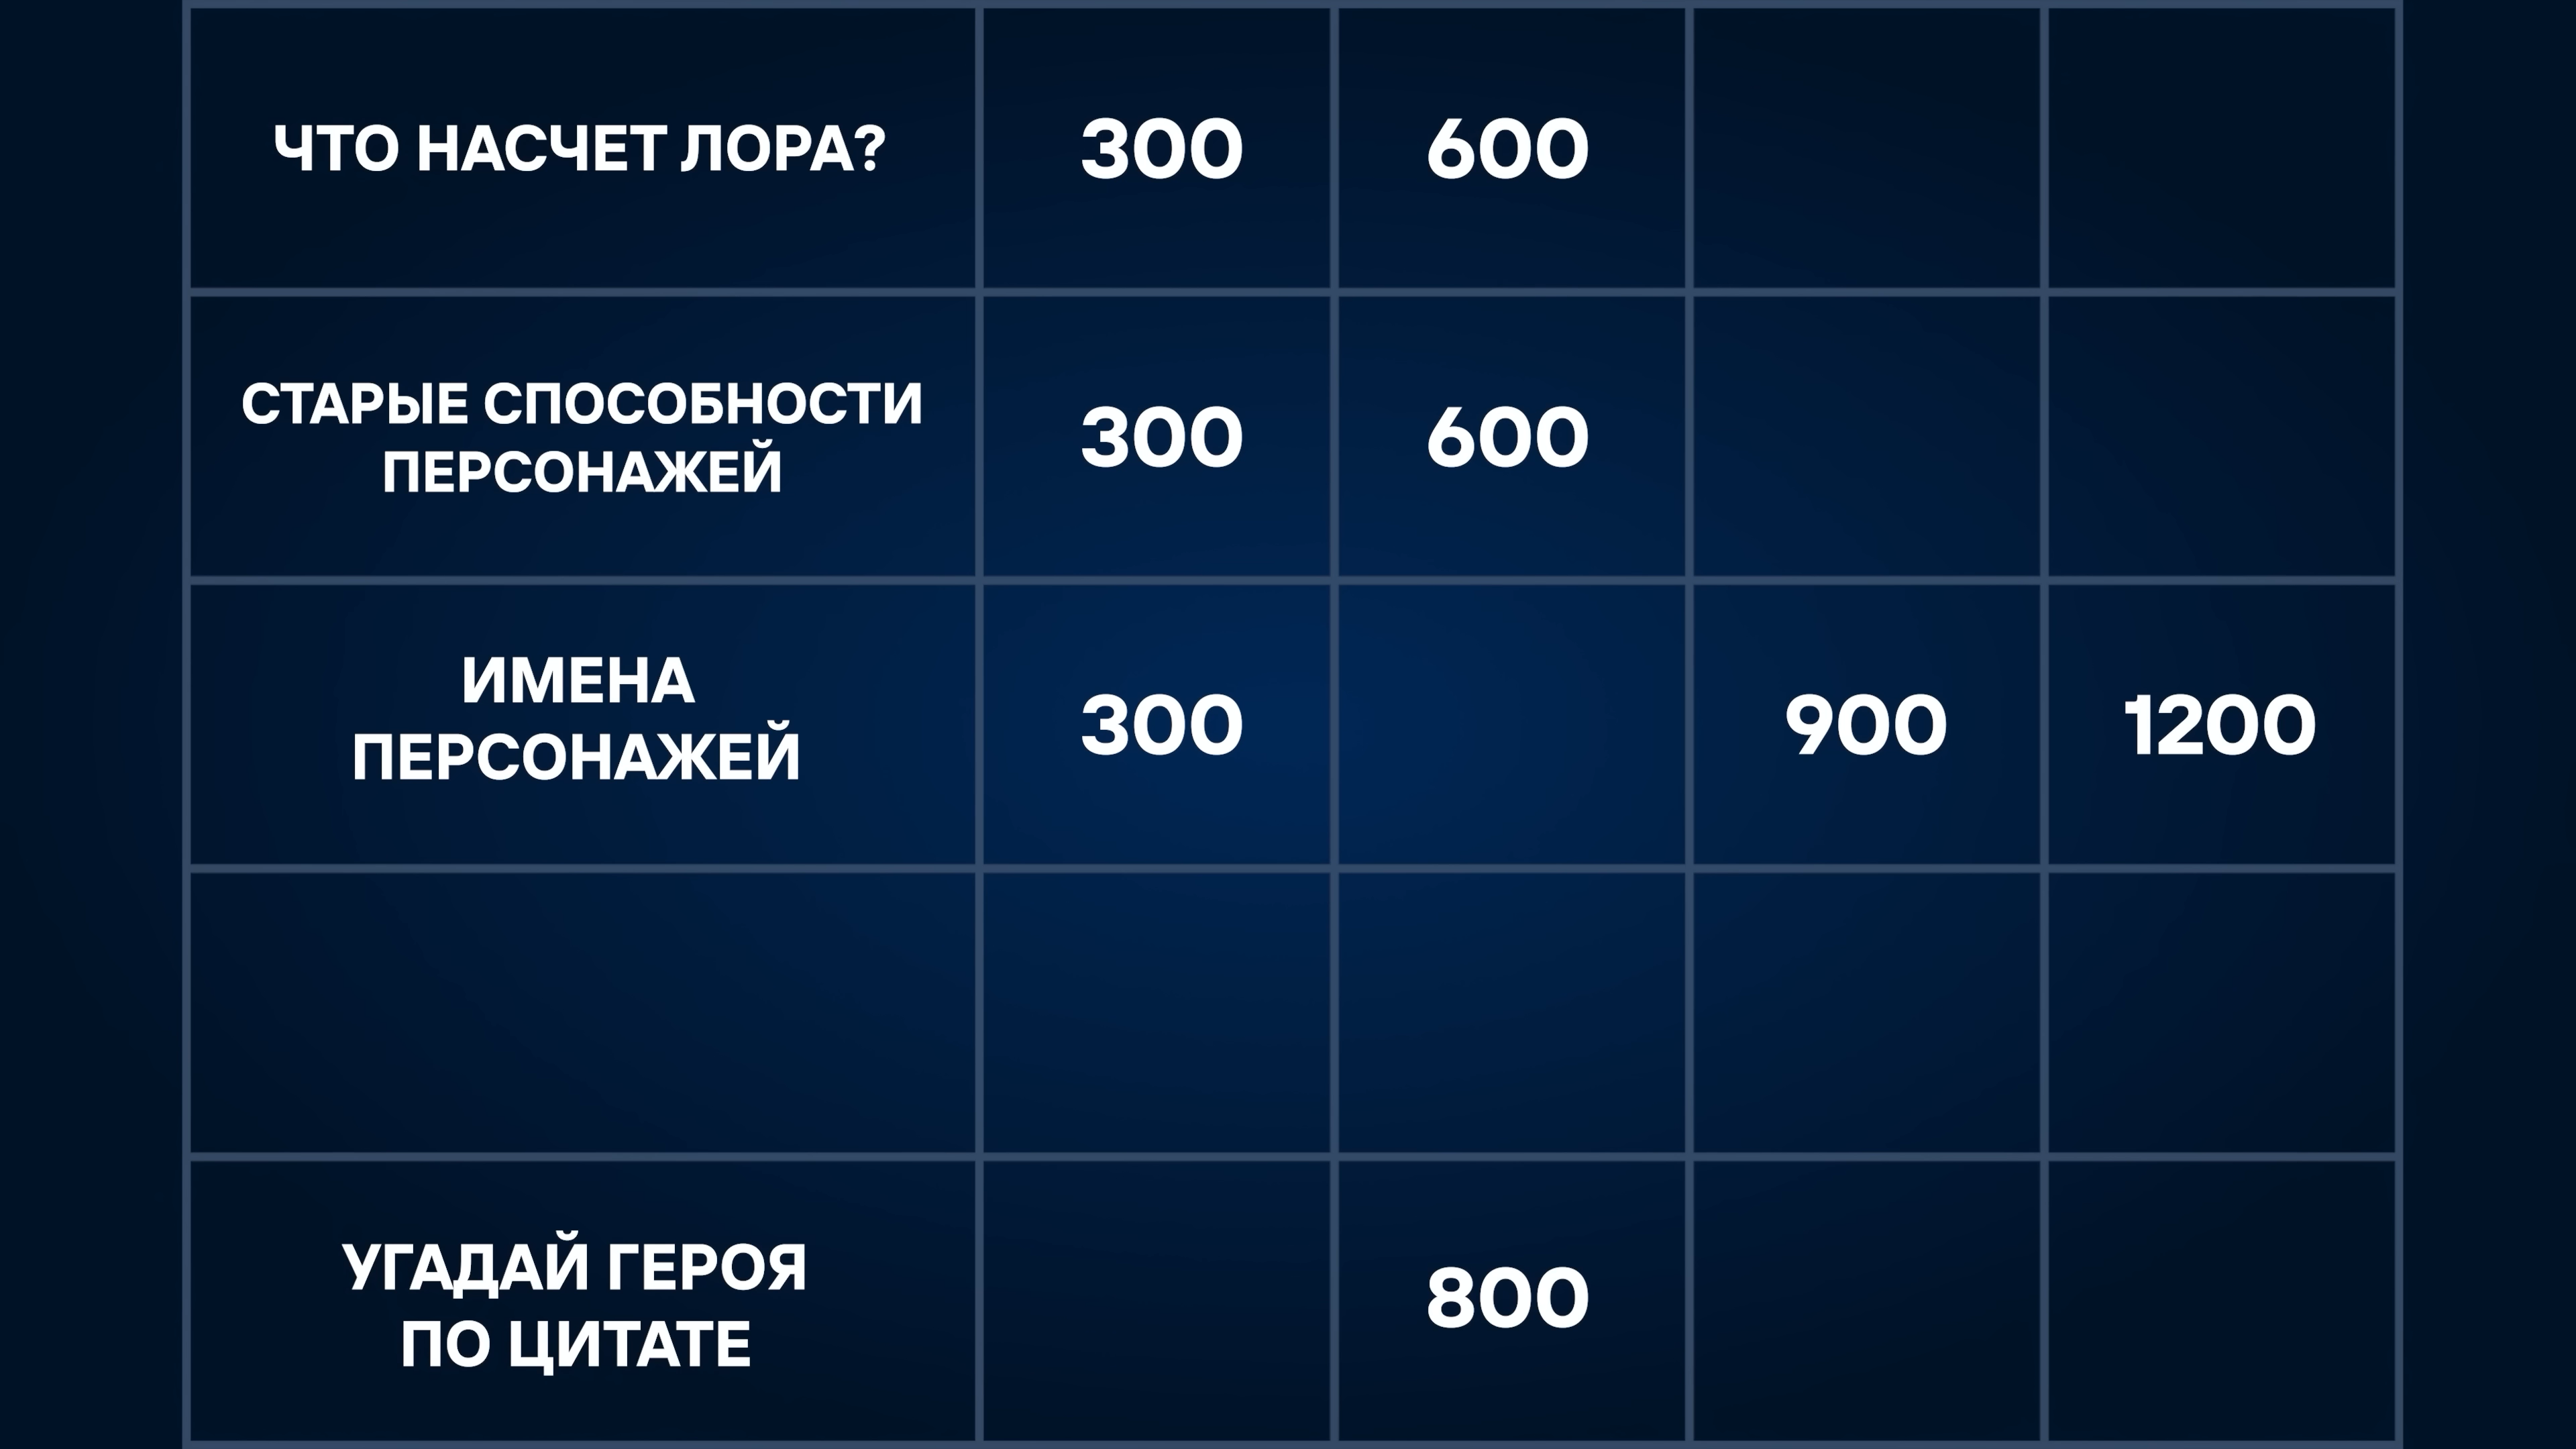 ЧТО НАСЧЕТ ЛОРА? 300 600
СТАРЫЕ СПОСОБНОСТИ
ПЕРСОНАЖЕЙ
300 600
ИМЕНА
ПЕРСОНАЖЕЙ
300 900 1200
УГАДАЙ ГЕРОЯ
ПО ЦИТАТЕ
800